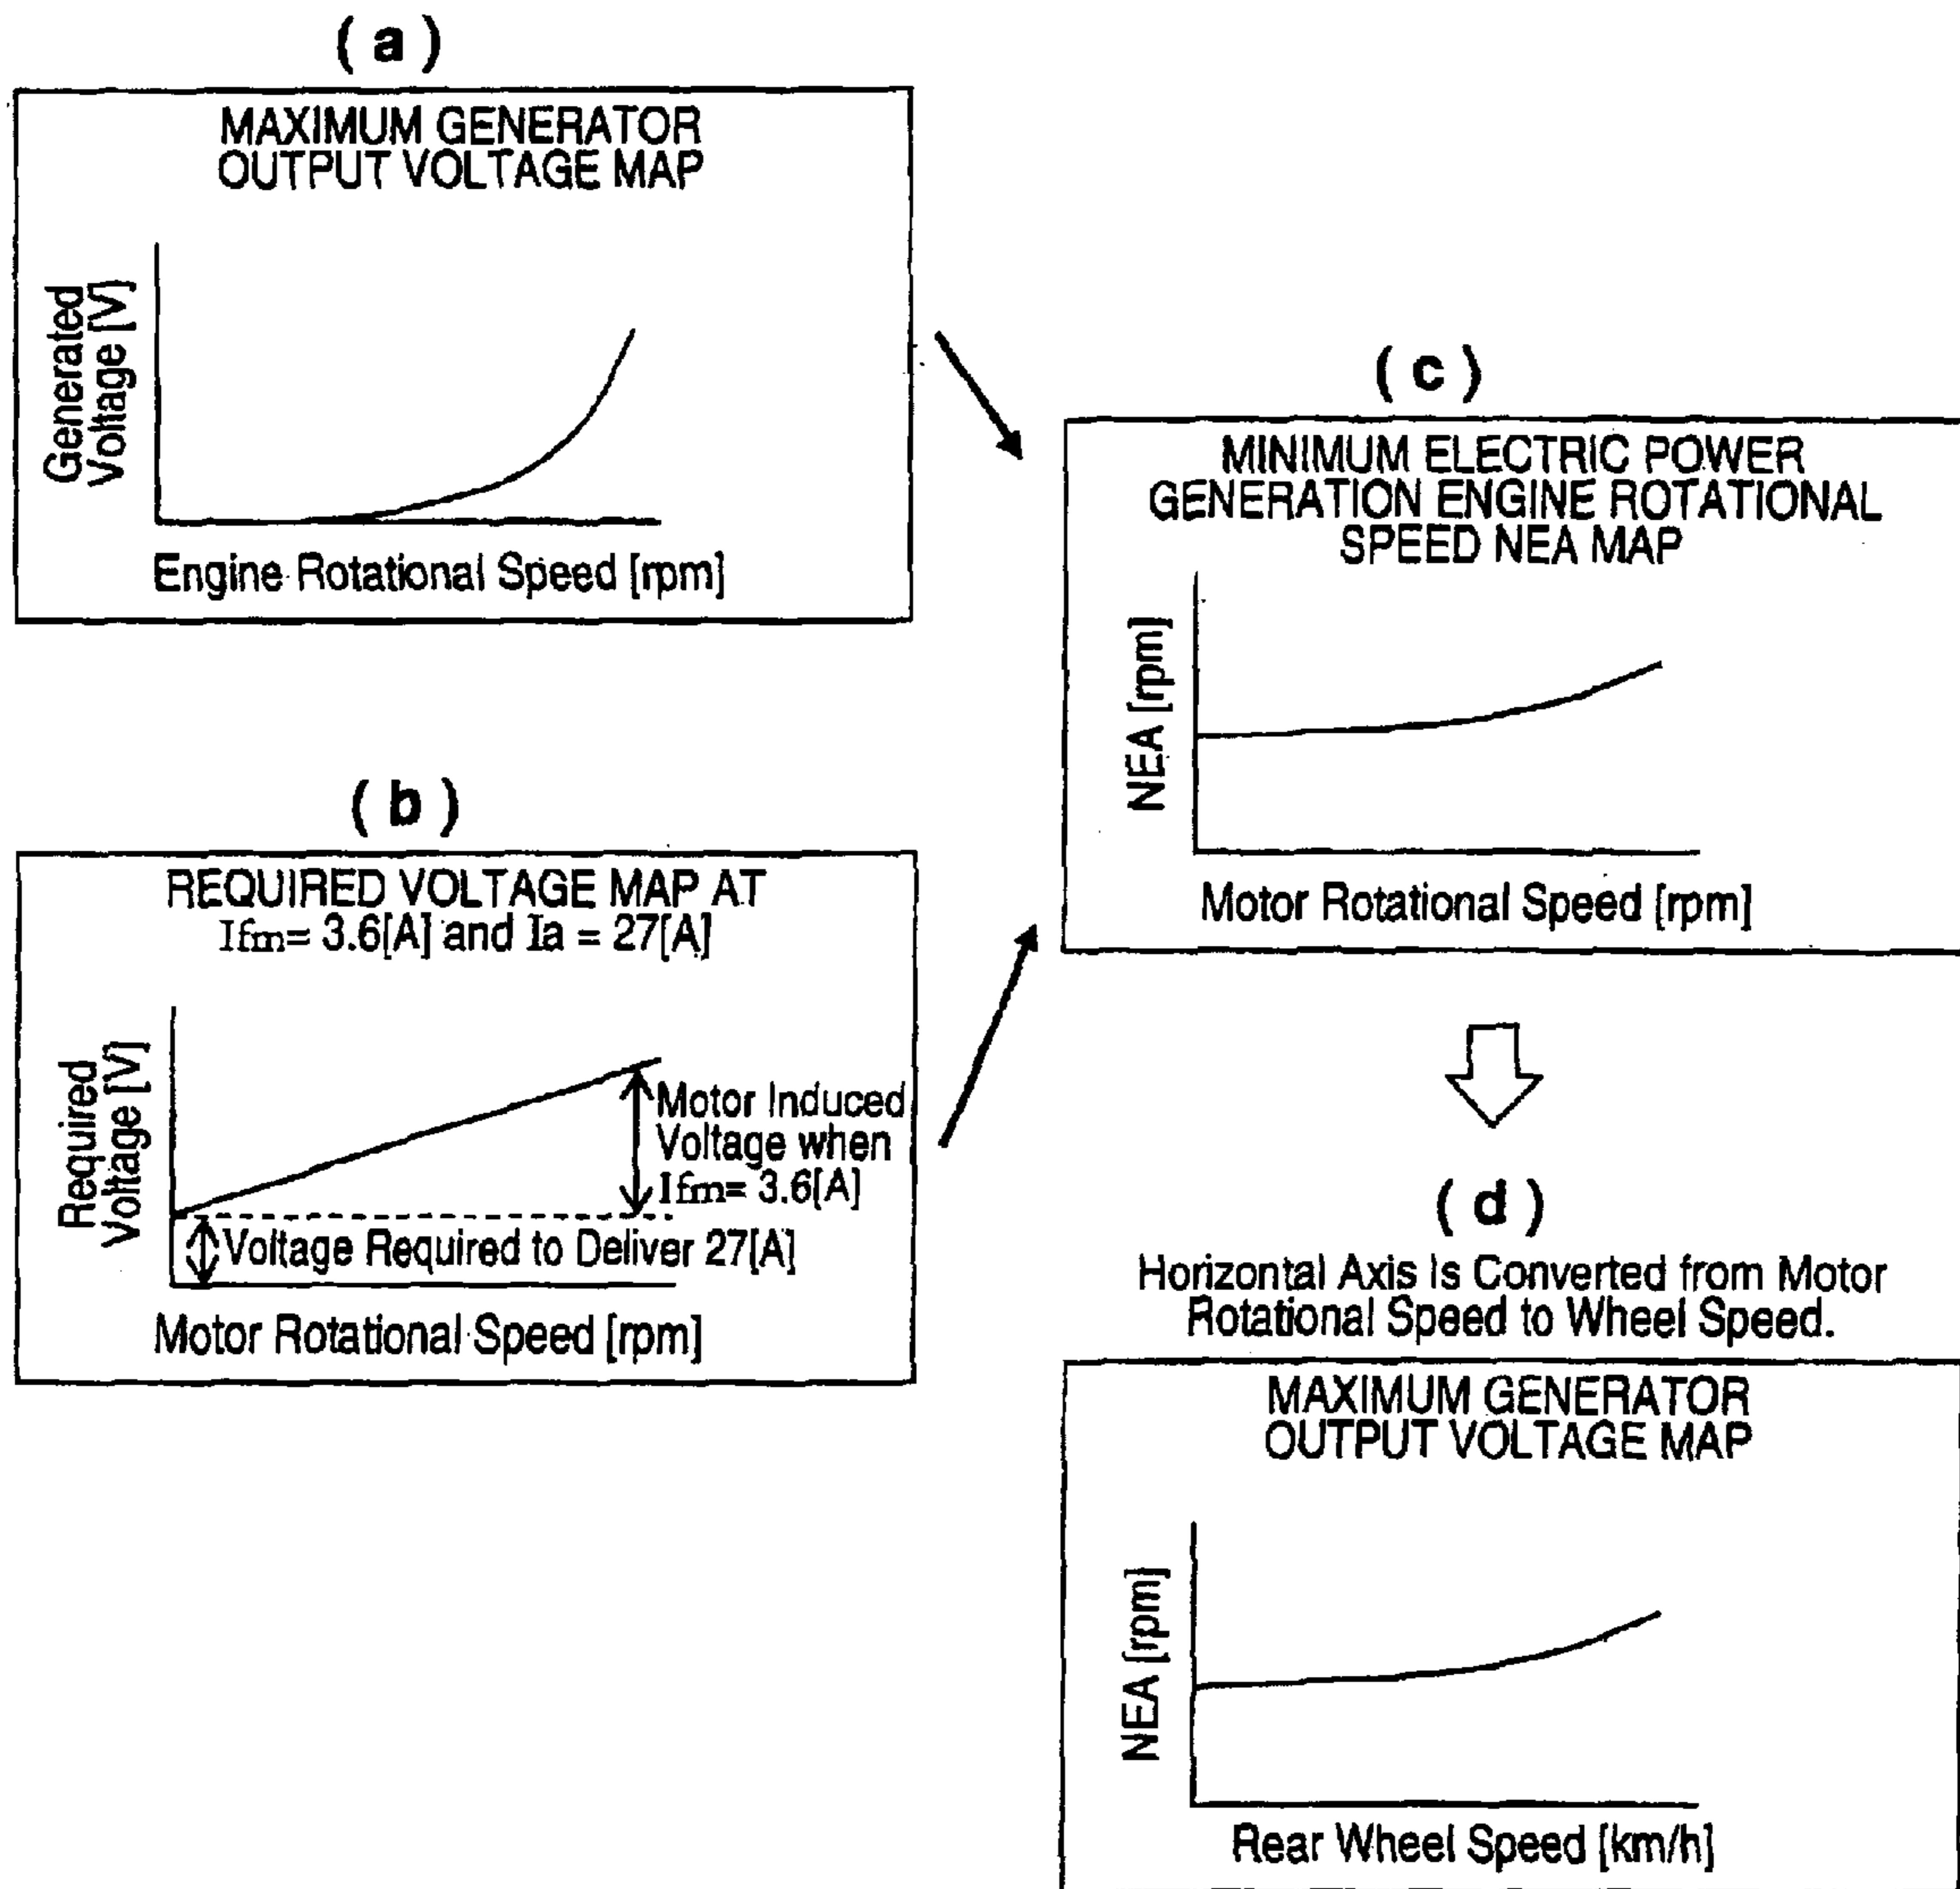 (a)
MAXIMUM GENERATOR
OUTPUT VOLTAGE MAP
Generated
Voltage [V]
Engine Rotational Speed [rpm]
(b)
REQUIRED VOLTAGE MAP AT
Ifm= 3.6[A] and Ia = 27[A]
Required
Voltage [V]
Motor Induced
Voltage when
Ifm= 3.6[A]
Voltage Required to Deliver 27[A]
Motor Rotational Speed [rpm]
(c)
MINIMUM ELECTRIC POWER
GENERATION ENGINE ROTATIONAL
SPEED NEA MAP
NEA [rpm]
Motor Rotational Speed [rpm]
(d)
Horizontal Axis Is Converted from Motor
Rotational Speed to Wheel Speed.
MAXIMUM GENERATOR
OUTPUT VOLTAGE MAP
NEA [rpm]
Rear Wheel Speed [km/h]